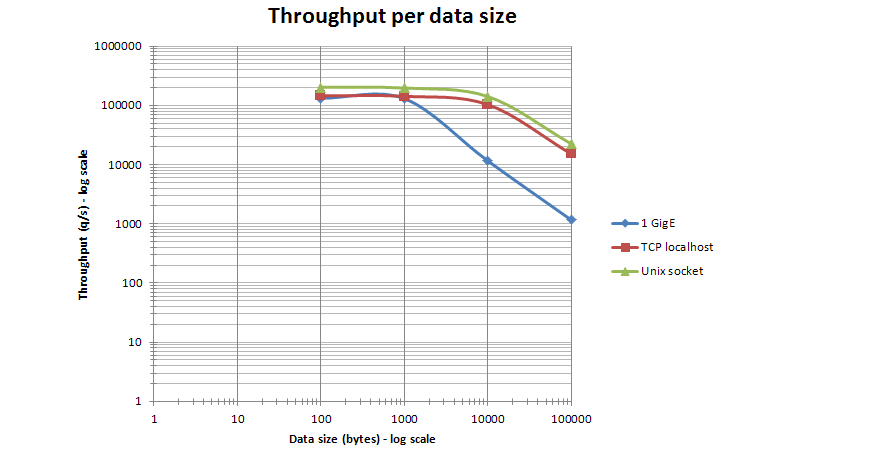 Throughput per data size
1000000
100000
10000
1000
100
10
1
Throughput (q/s) - log scale
1 10 100 1000 10000 100000
Data size (bytes) - log scale
1 GigE
TCP localhost
Unix socket